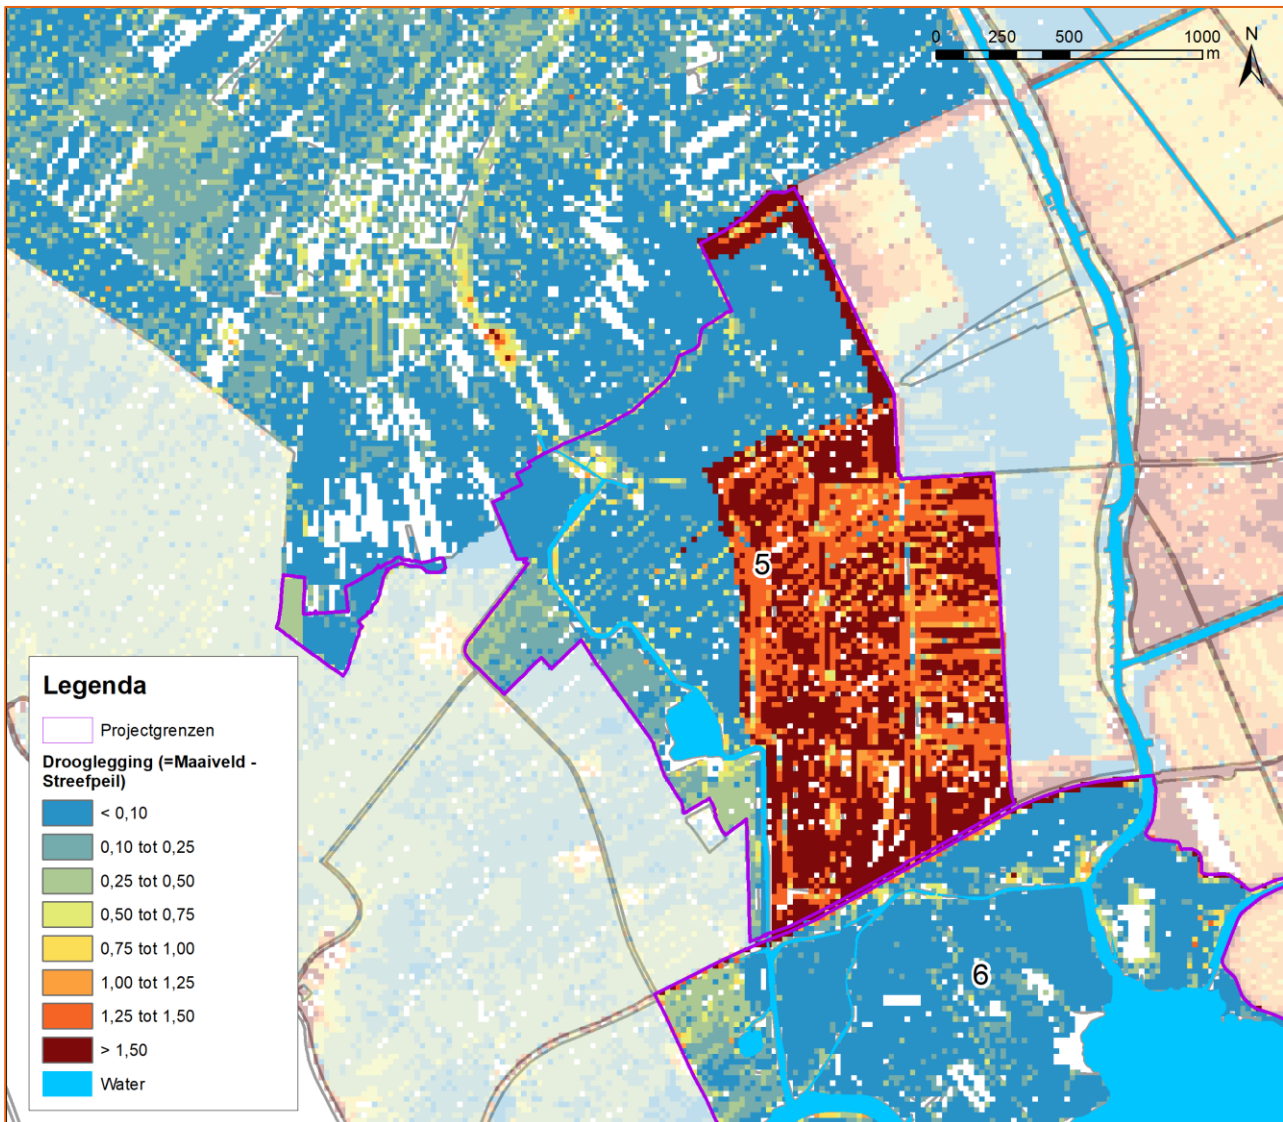 0 250 500 1000
m
N
5
6
Legenda
Projectgrenzen
Drooglegging (=Maaiveld -
Streefpeil)
< 0,10
0,10 tot 0,25
0,25 tot 0,50
0,50 tot 0,75
0,75 tot 1,00
1,00 tot 1,25
1,25 tot 1,50
> 1,50
Water